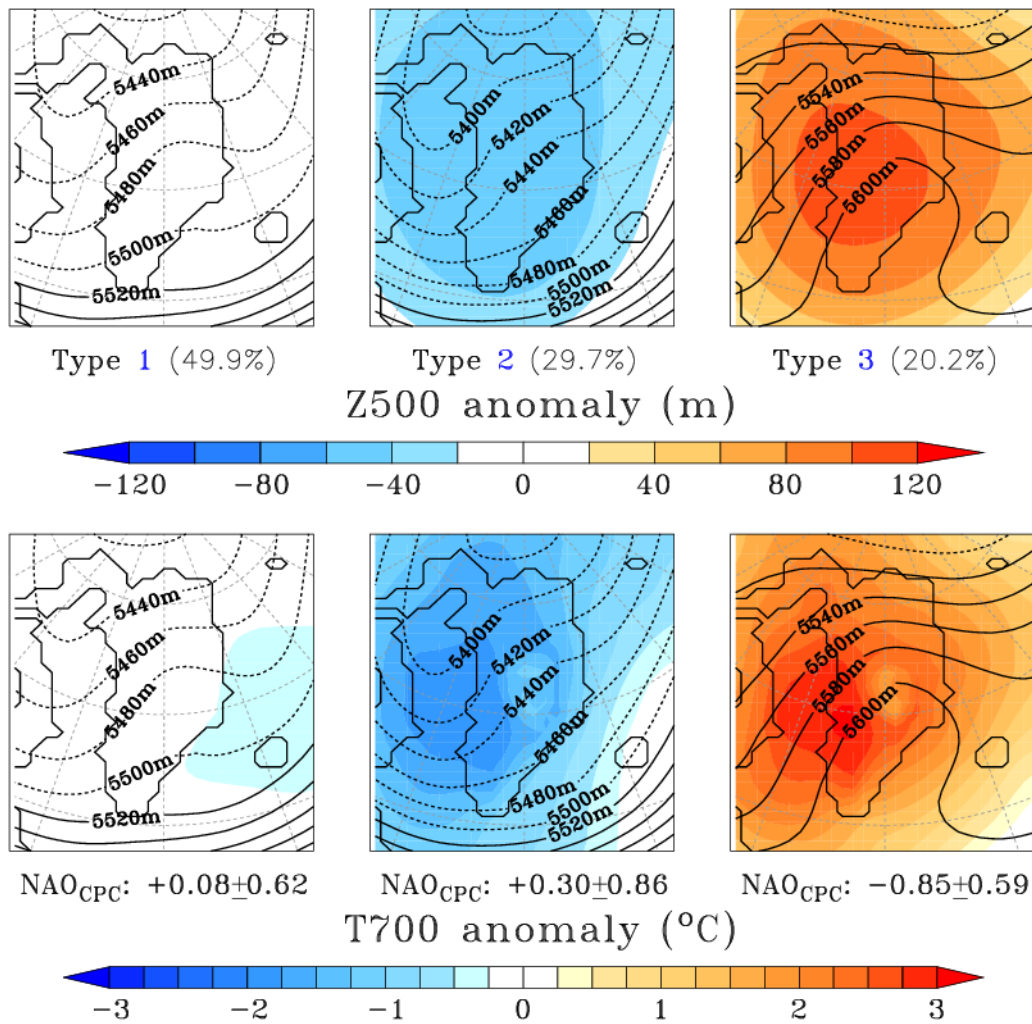 5440m
5460m
5480m
5500m
5520m
5400m
5420m
5440m
5460m
5480m
5500m
5520m
5540m
5560m
5580m
5600m
Type 1 (49.9%)
Type 2 (29.7%)
Type 3 (20.2%)
Z500 anomaly (m)
−120 −80 −40 0 40 80 120
5440m
5460m
5480m
5500m
5520m
5400m
5420m
5440m
5460m
5480m
5500m
5520m
5540m
5560m
5580m
5600m
NAOCPC: +0.08±0.62
NAOCPC: +0.30±0.86
NAOCPC: −0.85±0.59
T700 anomaly (°C)
−3 −2 −1 0 1 2 3